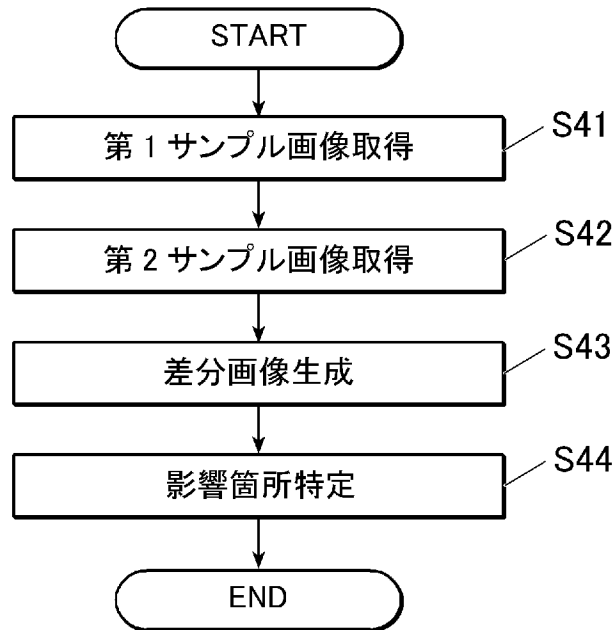 START
第1サンプル画像取得
S41
第2サンプル画像取得
S42
差分画像生成
S43
影響箇所特定
S44
END